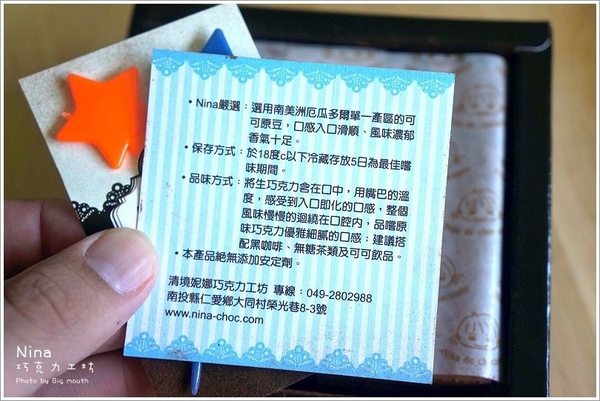 • Nina嚴選：選用南美洲厄瓜多爾單一產區的可
可原豆，口感入口滑順、風味濃郁
香氣十足。
• 保存方式：於18度c以下冷藏存放5日為最佳嚐
味期間。
• 品味方式：將生巧克力含在口中，用嘴巴的溫
度，感受到入口即化的口感，整個
風味慢慢的迴繞在口腔內，品嚐原
味巧克力優雅細膩的口感；建議搭
配黑咖啡、無糖茶類及可可飲品。
• 本產品絕無添加安定劑。
清境妮娜巧克力工坊 專線：049-2802988
南投縣仁愛鄉大同村榮光巷8-3號
www.nina-choc.com
Nina
巧克力工坊
Photo by Big mouth